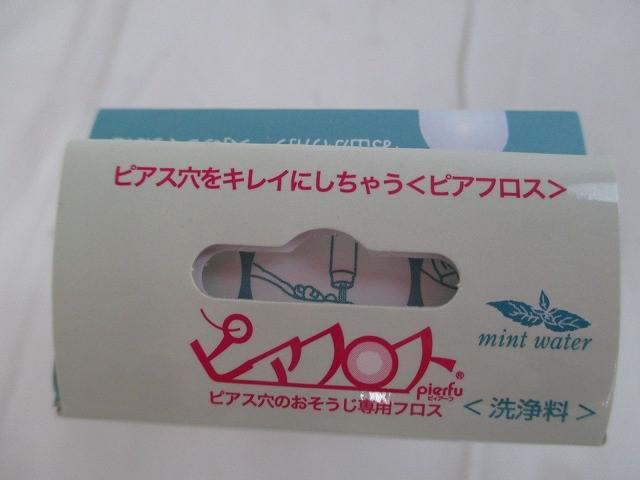 ピアス穴をキレイにしちゃう<ピアフロス>
ピアフロス®
pierfu
ピィアーフ
ピアス穴のおそうじ専用フロス
mint water
<洗浄料>